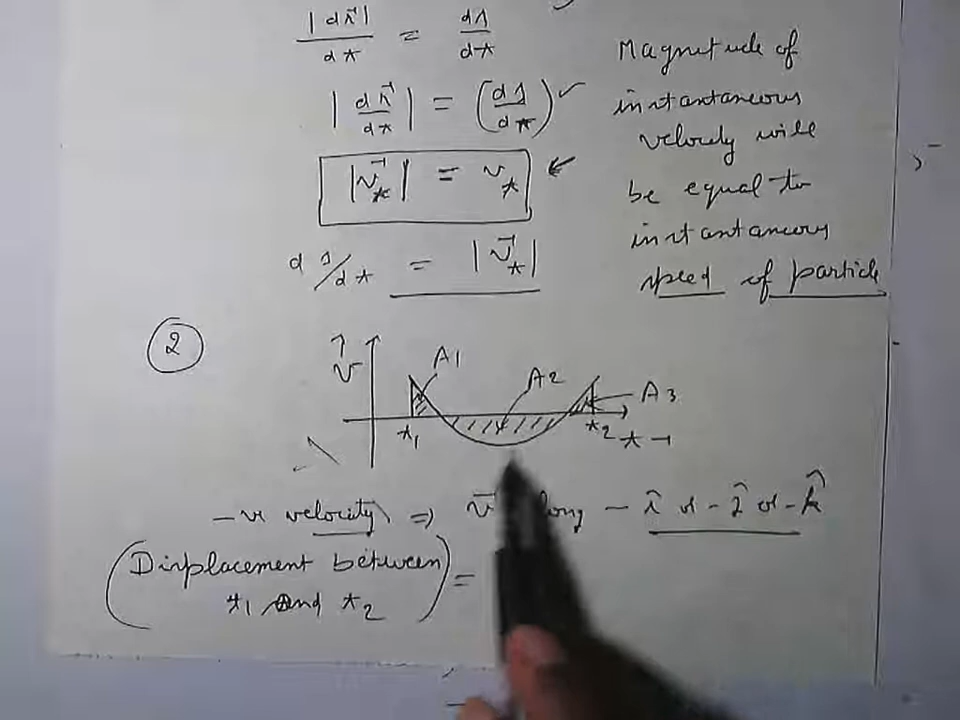 |dr⃗| / dt = ds / dt
|dr⃗ / dt| = (ds / dt) ✓
|v⃗t| = vt ←
ds/dt = |v⃗t|
Magnitude of
instantaneous
velocity will
be equal to
instantaneous
speed of particle
2
v
A1
A2
A3
t1
t2
t →
-ve velocity ⇒ v⃗ along - î or - ĵ or - k̂
(Displacement between
t1 and t2) =